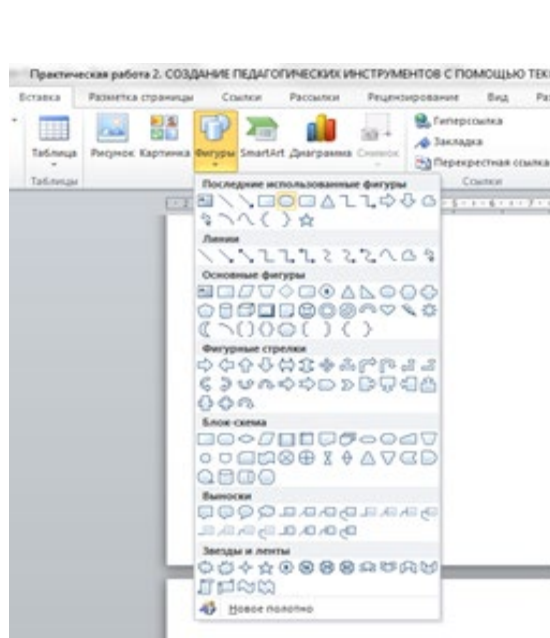 Практическая работа 2. СОЗДАНИЕ ПЕДАГОГИЧЕСКИХ ИНСТРУМЕНТОВ С ПОМОЩЬЮ ТЕК
Вставка Разметка страницы Ссылки Рассылки Рецензирование Вид Ра
Таблица Рисунок Картинка Фигуры SmartArt Диаграмма Снимок
Гиперссылка
Закладка
Перекрестная ссылка
Таблицы Ссылки
Последние использованные фигуры
Линии
Основные фигуры
Фигурные стрелки
Блок-схема
Выноски
Звезды и ленты
Новое полотно